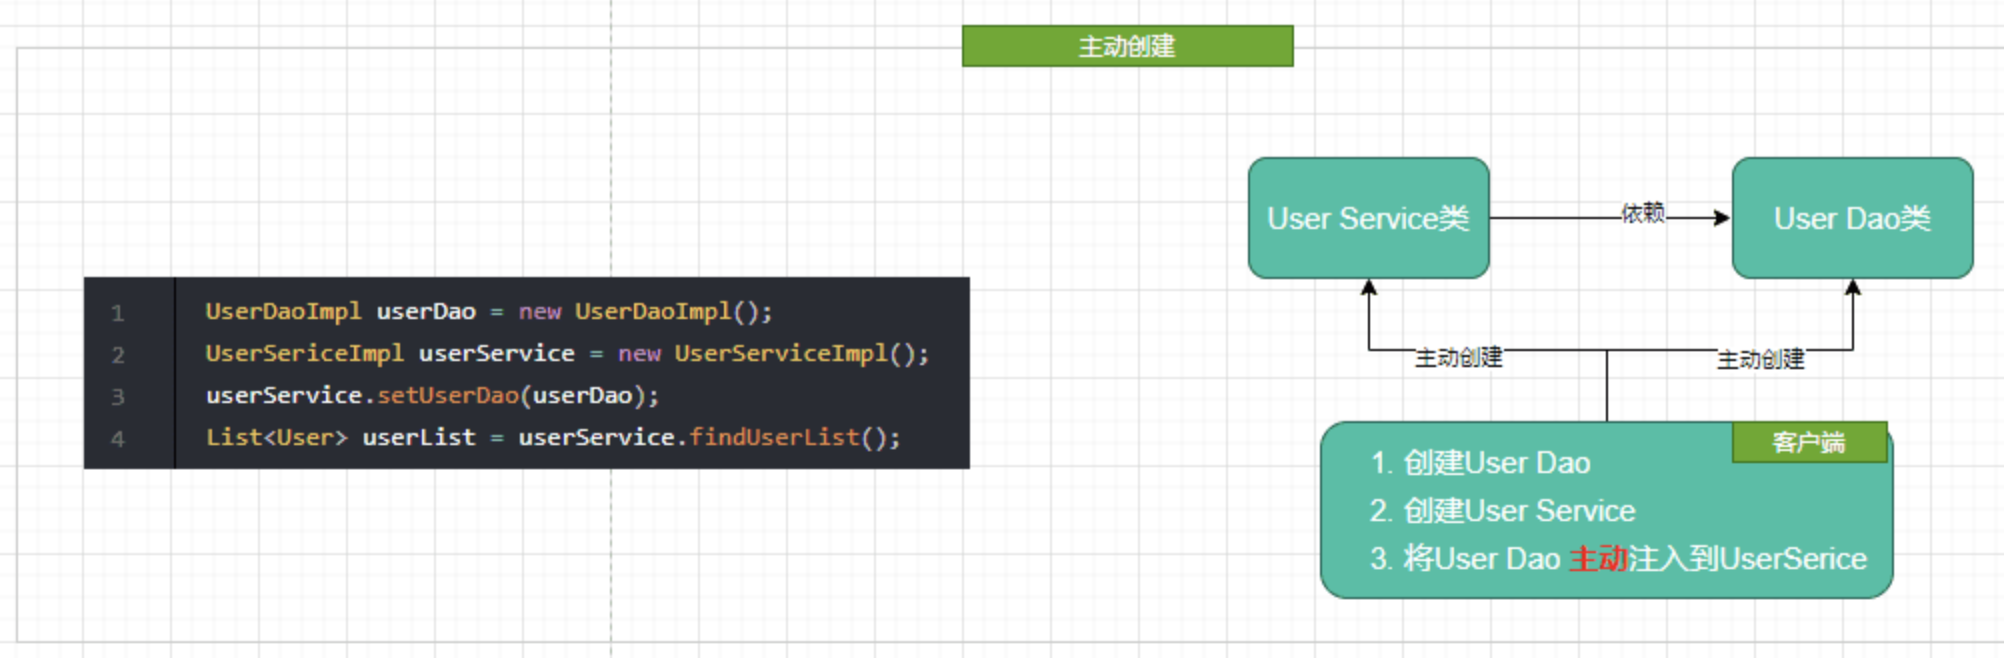 主动创建
User Service类
依赖
User Dao类
1 UserDaoImpl userDao = new UserDaoImpl();
2 UserSericeImpl userService = new UserServiceImpl();
3 userService.setUserDao(userDao);
4 List<User> userList = userService.findUserList();
主动创建
主动创建
客户端
1. 创建User Dao
2. 创建User Service
3. 将User Dao 主动注入到UserSerice